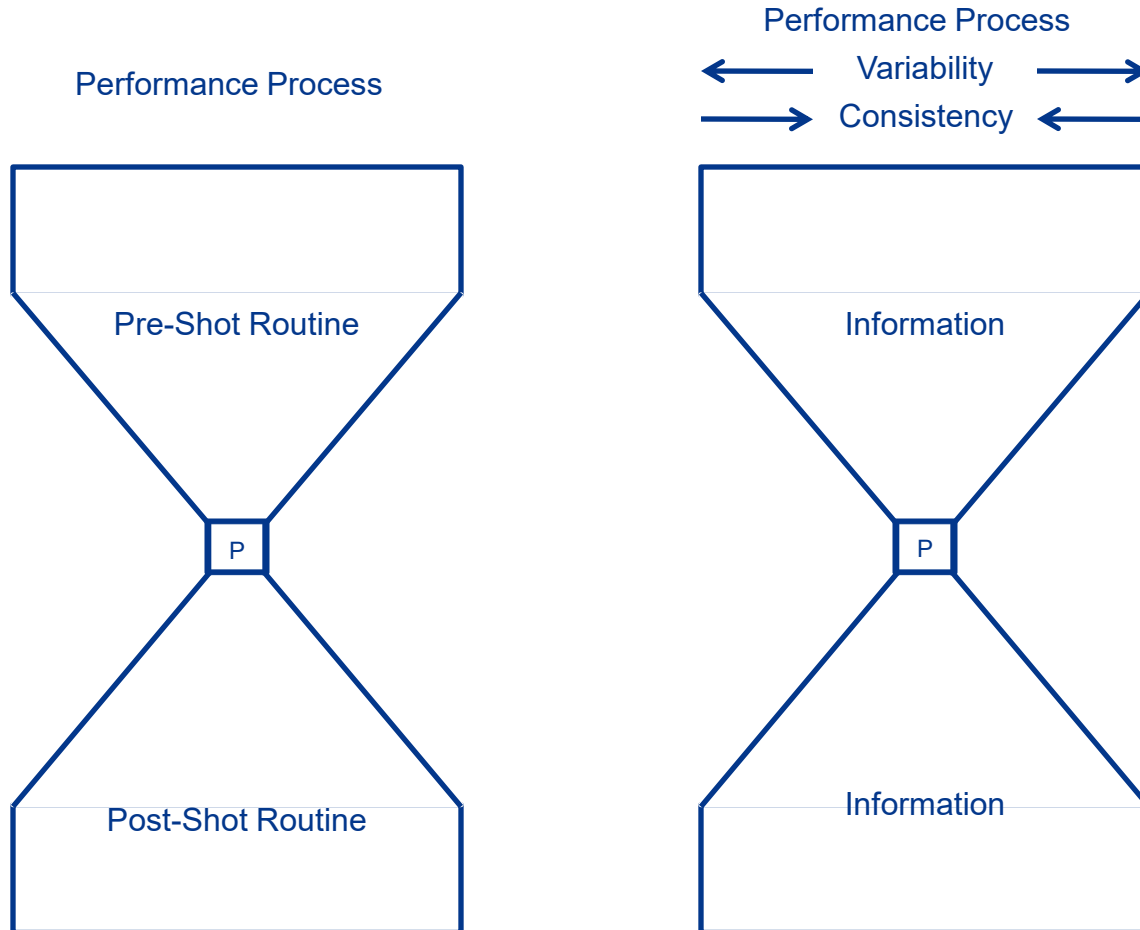 Performance Process
Pre-Shot Routine
P
Post-Shot Routine
Performance Process
Variability
Consistency
Information
P
Information